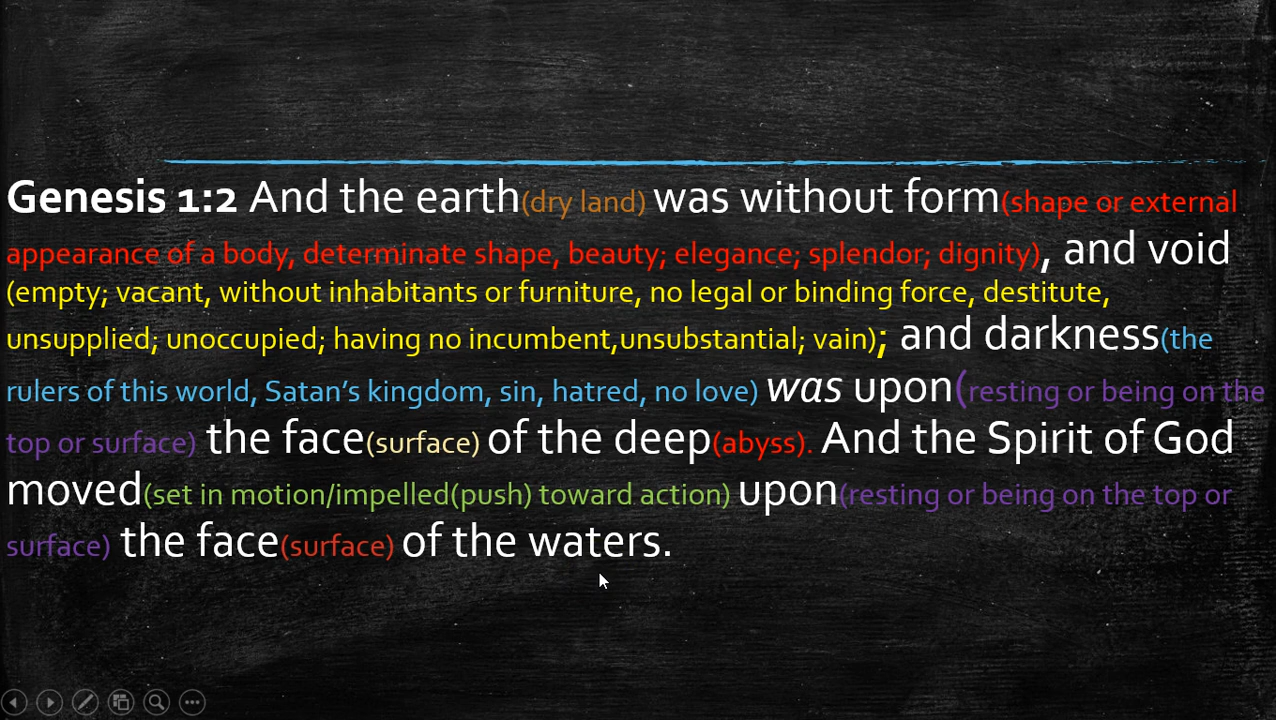 Genesis 1:2 And the earth(dry land) was without form(shape or external
appearance of a body, determinate shape, beauty; elegance; splendor; dignity), and void
(empty; vacant, without inhabitants or furniture, no legal or binding force, destitute,
unsupplied; unoccupied; having no incumbent,unsubstantial; vain); and darkness(the
rulers of this world, Satan’s kingdom, sin, hatred, no love) was upon(resting or being on the
top or surface) the face(surface) of the deep(abyss). And the Spirit of God
moved(set in motion/impelled(push) toward action) upon(resting or being on the top or
surface) the face(surface) of the waters.